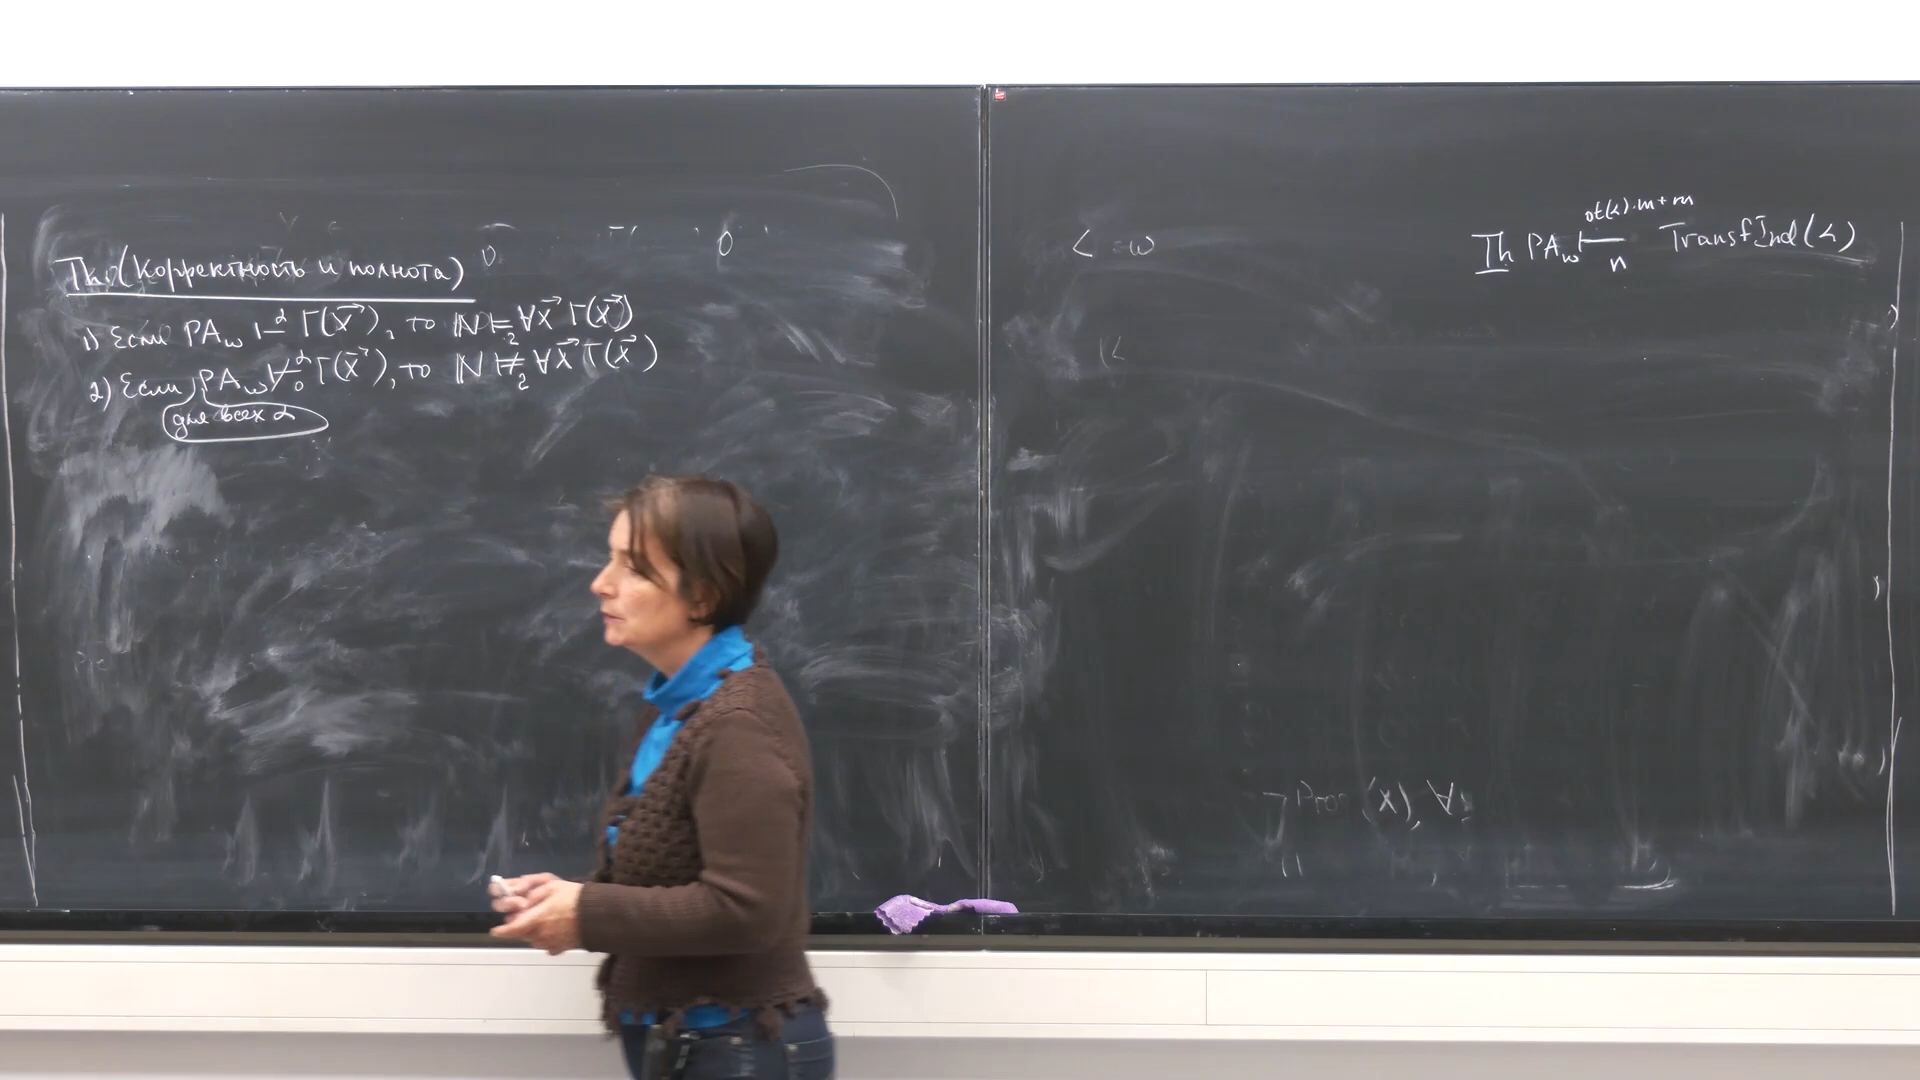 Th (Корректность и полнота)
1) Если PA_ω ⊢^α Γ(x⃗), то ℕ ⊨_2 ∀x⃗ Γ(x⃗)
2) Если PA_ω ⊬^α_0 Γ(x⃗), то ℕ ⊭_2 ∀x⃗ Γ(x⃗)
для всех α
< ω
Th PA_ω ⊢^{ot(<)·m+m}_n TransfInd(<)
(x), ∀